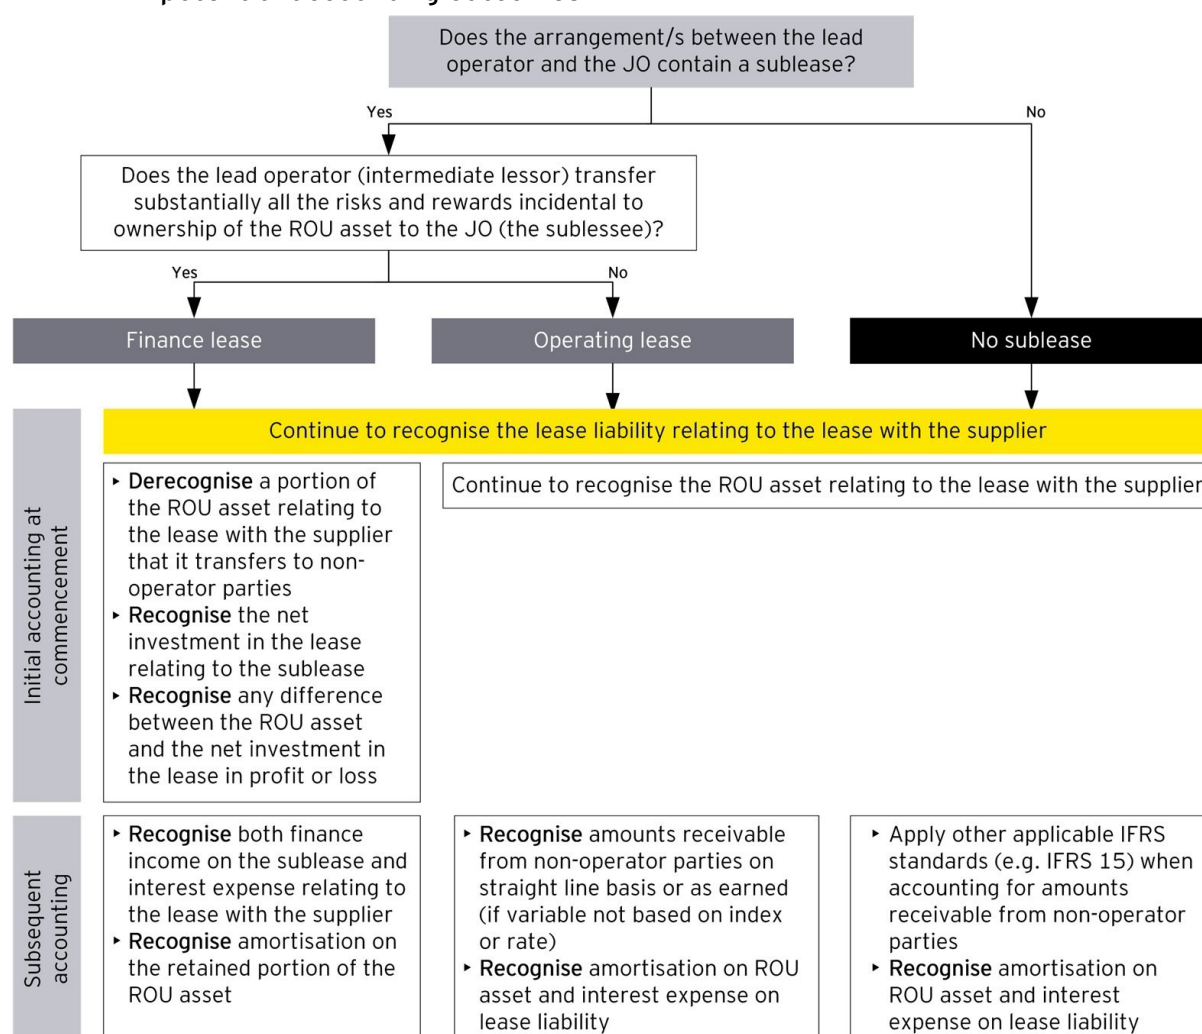 Does the arrangement/s between the lead
operator and the JO contain a sublease?
Yes
No
Does the lead operator (intermediate lessor) transfer
substantially all the risks and rewards incidental to
ownership of the ROU asset to the JO (the sublessee)?
Yes
No
Finance lease
Operating lease
No sublease
Initial accounting at
commencement
Continue to recognise the lease liability relating to the lease with the supplier
‣ Derecognise a portion of
the ROU asset relating to
the lease with the supplier
that it transfers to non-
operator parties
‣ Recognise the net
investment in the lease
relating to the sublease
‣ Recognise any difference
between the ROU asset
and the net investment in
the lease in profit or loss
Continue to recognise the ROU asset relating to the lease with the supplier
Subsequent
accounting
‣ Recognise both finance
income on the sublease and
interest expense relating to
the lease with the supplier
‣ Recognise amortisation on
the retained portion of the
ROU asset
‣ Recognise amounts receivable
from non-operator parties on
straight line basis or as earned
(if variable not based on index
or rate)
‣ Recognise amortisation on ROU
asset and interest expense on
lease liability
‣ Apply other applicable IFRS
standards (e.g. IFRS 15) when
accounting for amounts
receivable from non-operator
parties
‣ Recognise amortisation on
ROU asset and interest
expense on lease liability